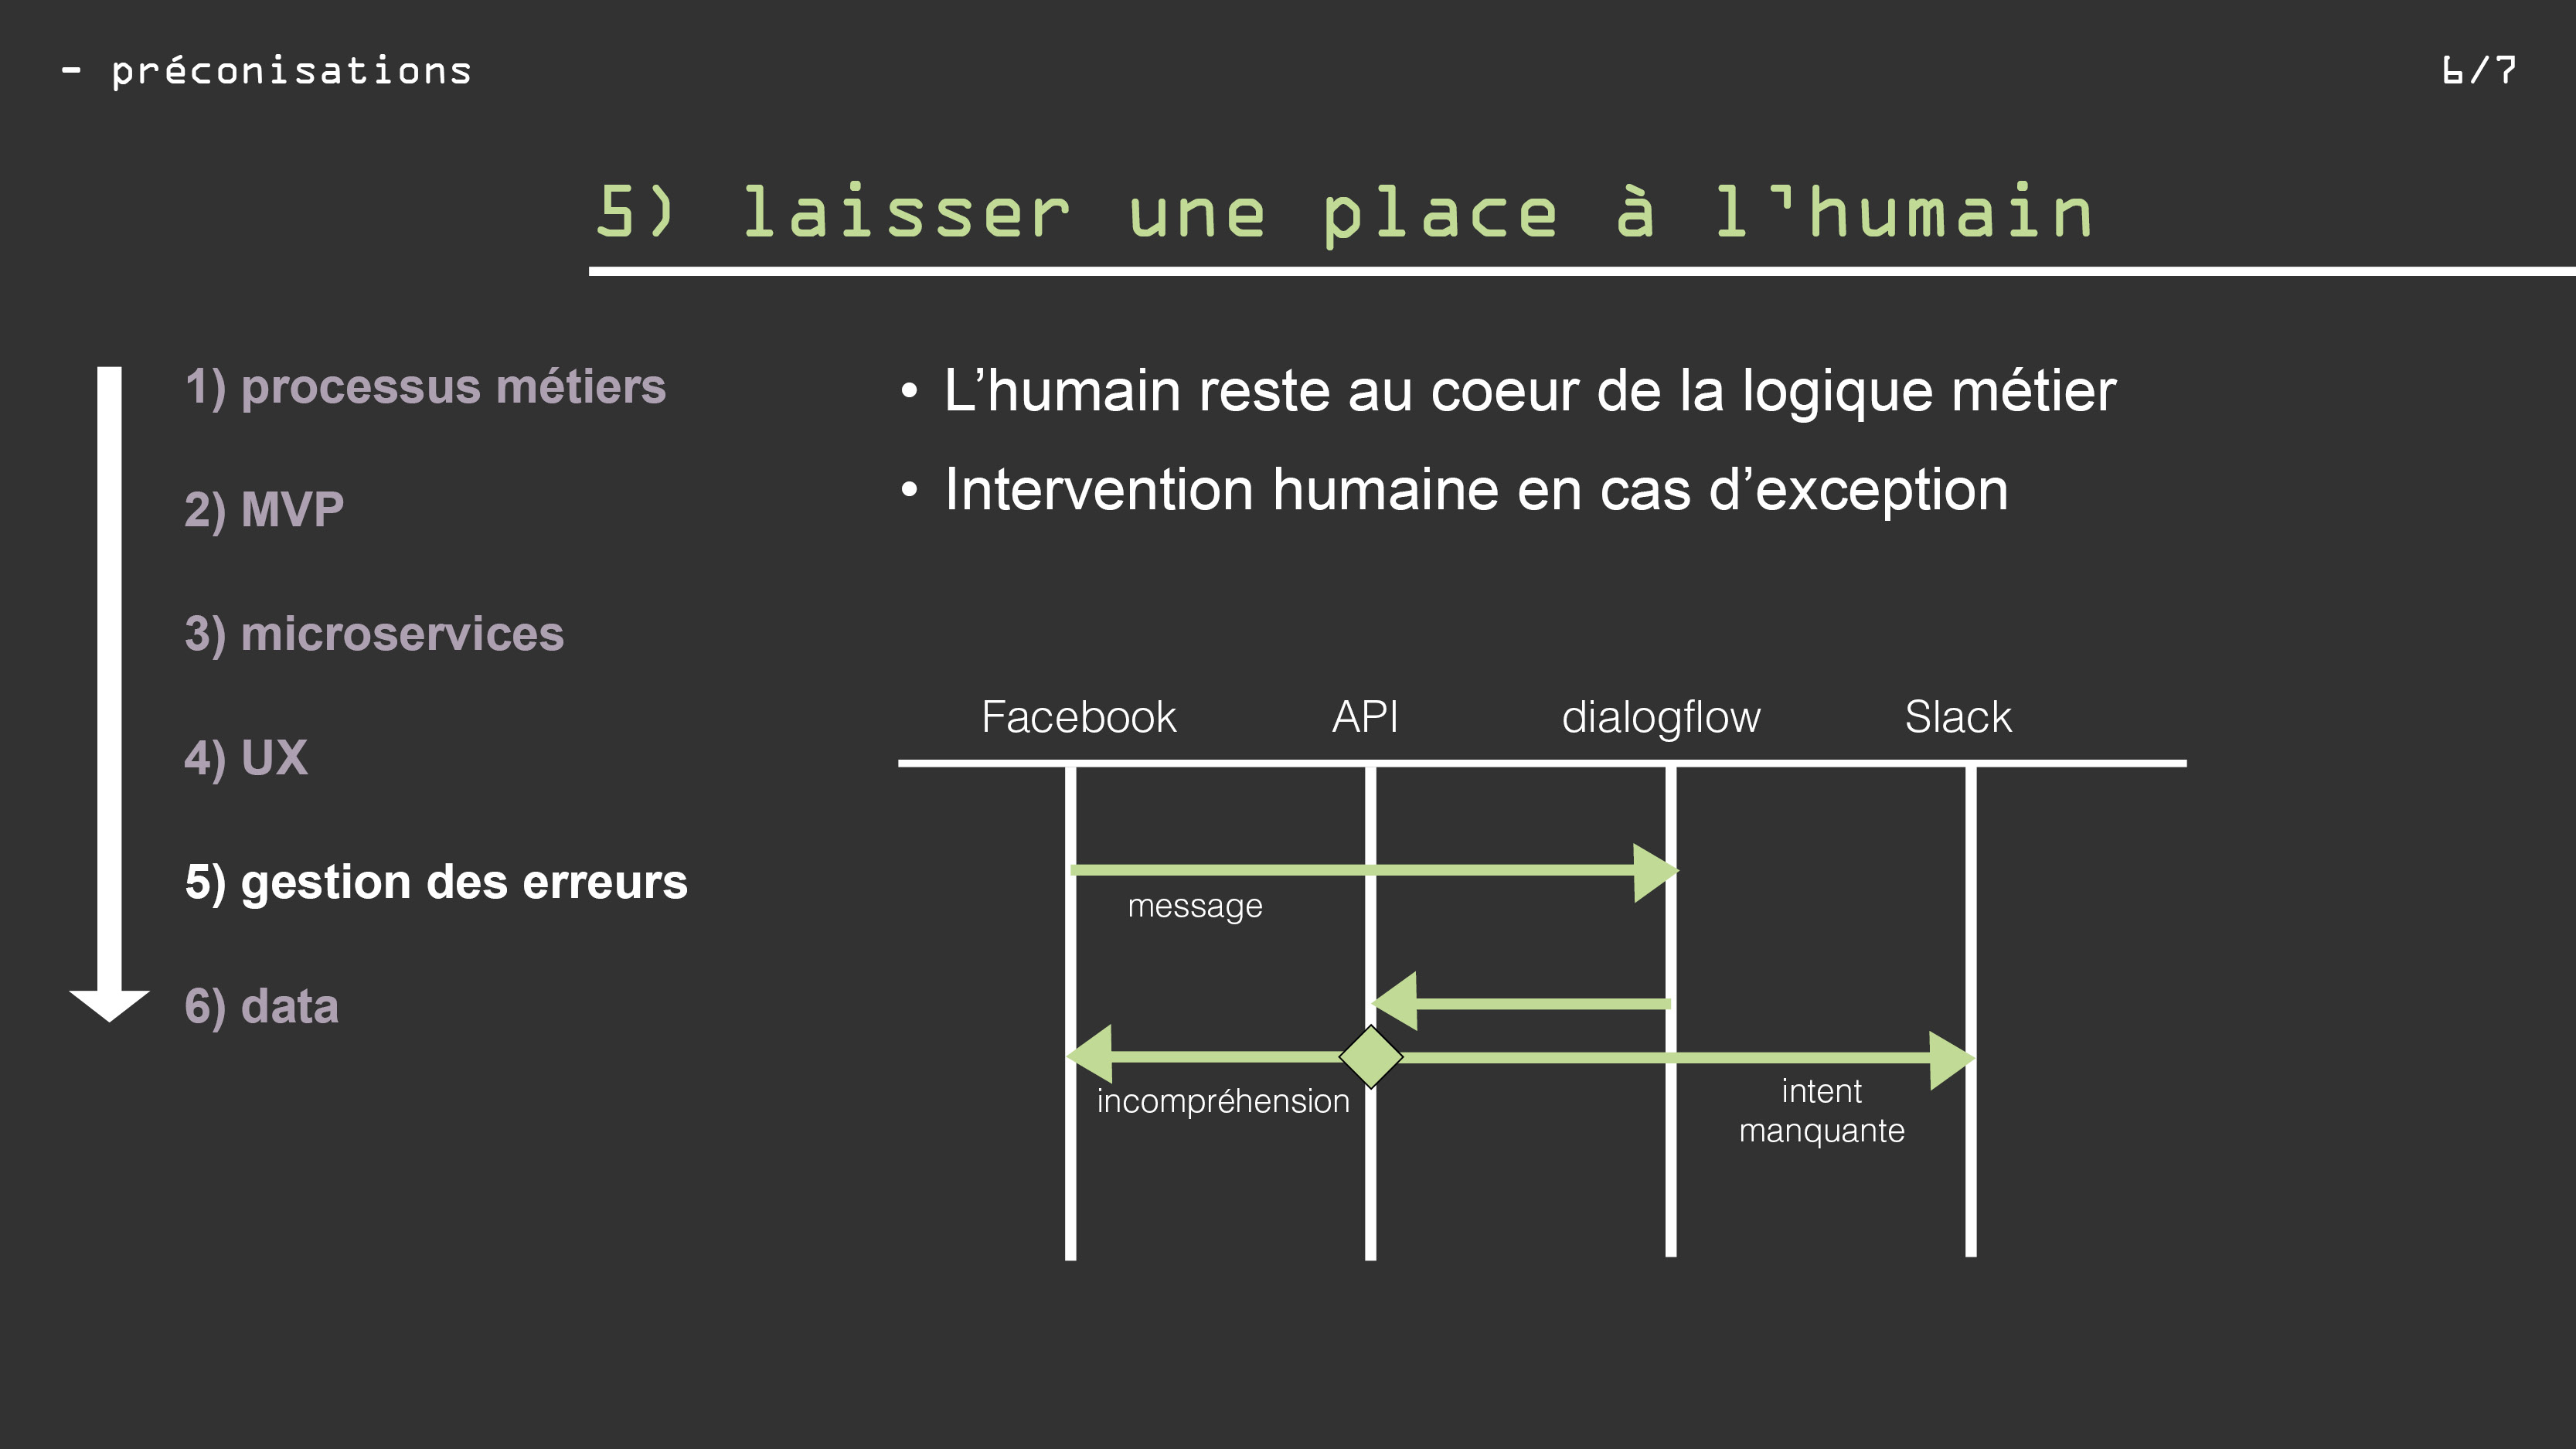 - préconisations
6/7
5) laisser une place à l'humain
1) processus métiers
2) MVP
3) microservices
4) UX
5) gestion des erreurs
6) data
• L’humain reste au coeur de la logique métier
• Intervention humaine en cas d’exception
Facebook API dialogflow Slack
message
incompréhension
intent
manquante